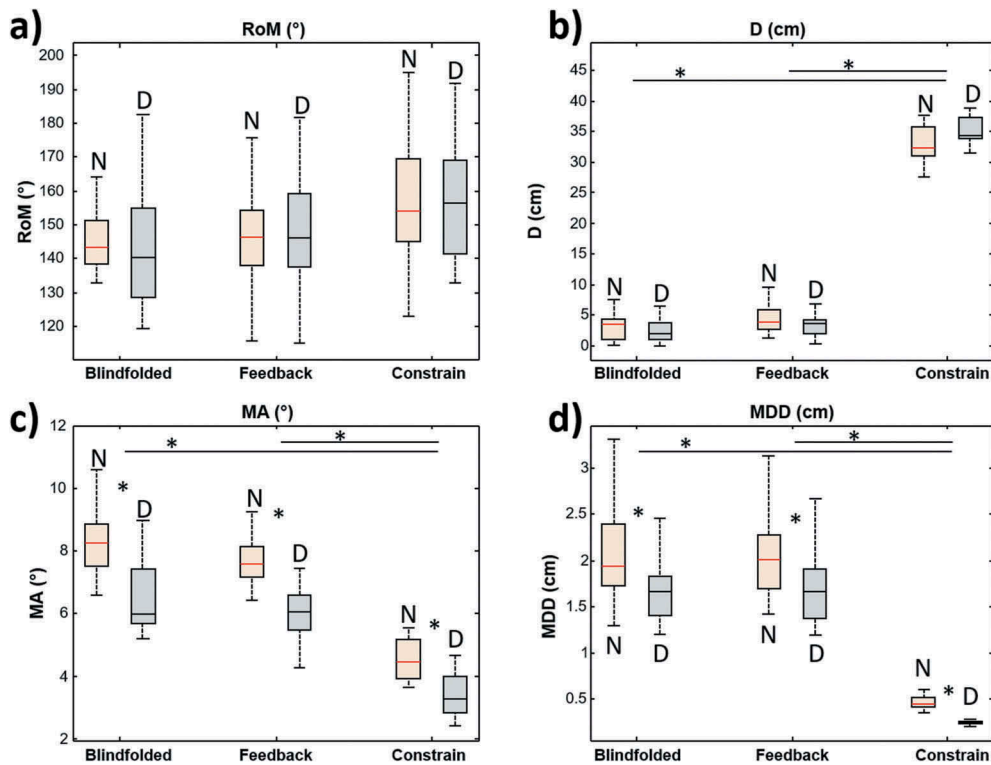 a)
RoM (°)
RoM (°)
200
190
180
170
160
150
140
130
120
N
D
N
D
N
D
Blindfolded
Feedback
Constrain
b)
D (cm)
D (cm)
45
40
35
30
25
20
15
10
5
0
*
*
N
D
N
D
N
D
Blindfolded
Feedback
Constrain
c)
MA (°)
MA (°)
12
10
8
6
4
2
*
*
N
*
D
N
*
D
N
*
D
Blindfolded
Feedback
Constrain
d)
MDD (cm)
MDD (cm)
3
2.5
2
1.5
1
0.5
*
*
*
N
D
*
N
D
N
*
D
Blindfolded
Feedback
Constrain